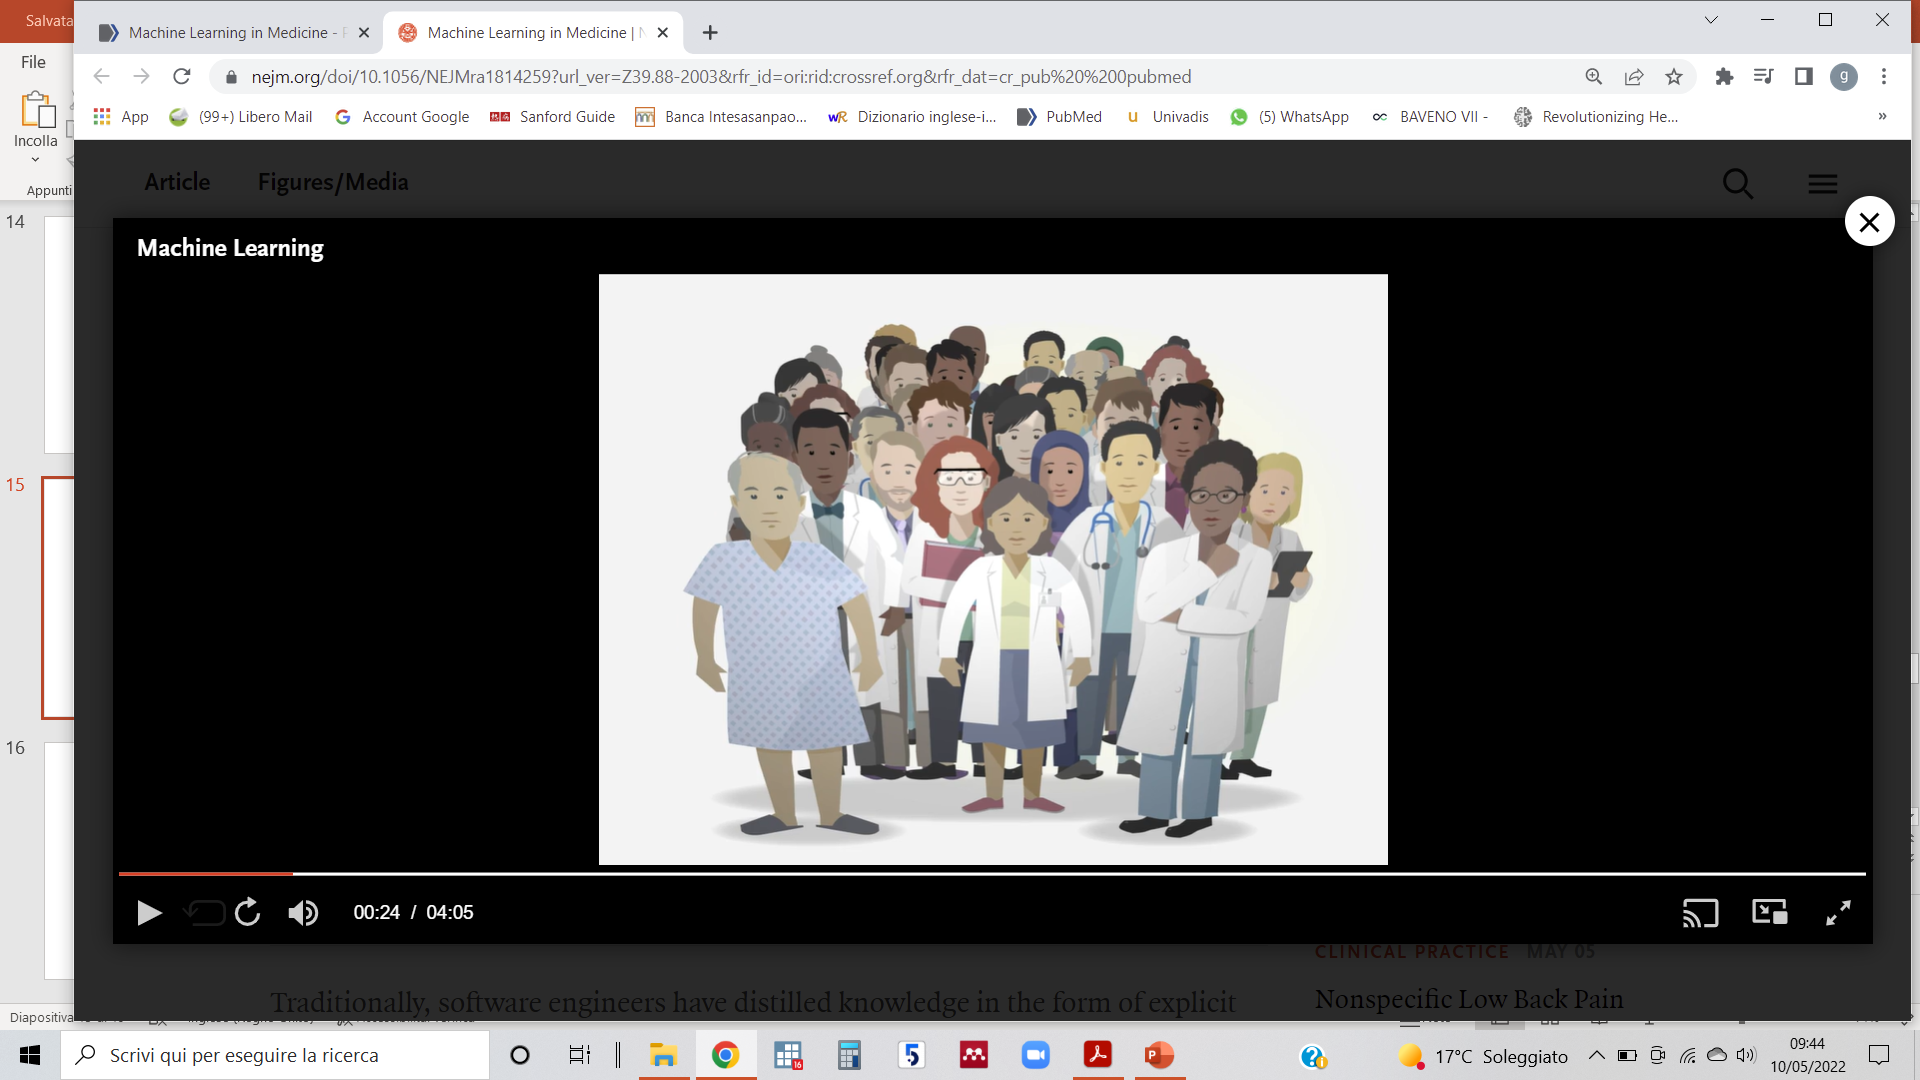 Salvata
Machine Learning in Medicine - P
Machine Learning in Medicine | N
File
nejm.org/doi/10.1056/NEJMra1814259?url_ver=Z39.88-2003&rfr_id=ori:rid:crossref.org&rfr_dat=cr_pub%20%200pubmed
g
App
(99+) Libero Mail
Account Google
Sanford Guide
Banca Intesasanpao...
Dizionario inglese-i...
PubMed
Univadis
(5) WhatsApp
BAVENO VII -
Revolutionizing He...
»
Incolla
Appunti
Article
Figures/Media
14
15
16
Machine Learning
00:24 / 04:05
CLINICAL PRACTICE MAY 05
Traditionally, software engineers have distilled knowledge in the form of explicit
Nonspecific Low Back Pain
Diapositiva
Scrivi qui per eseguire la ricerca
16
5
17°C Soleggiato
09:44
10/05/2022